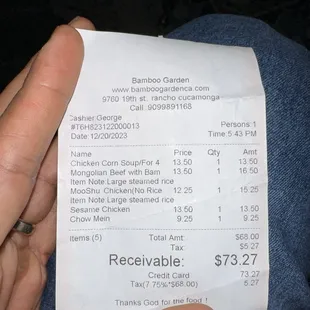 Bamboo Garden
www.bamboogardenca.com
9760 19th st. rancho cucamonga
Call.9099891168
Cashier:George
#T6H823122000013 Persons:1
Date:12/20/2023 Time:5:43 PM
Name Price Qty Amt
Chicken Corn Soup/For 4 13.50 1 13.50
Mongolian Beef with Bam 13.50 1 16.50
Item Note Large steamed rice
MooShu Chicken(No Rice 12.25 1 15.25
Item Note Large steamed rice
Sesame Chicken 13.50 1 13.50
Chow Mein 9.25 1 9.25
Items (5) Total Amt: $68.00
Tax: $5.27
Receivable: $73.27
Credit Card 73.27
Tax(7.75%*$68.00) 5.27
Thanks God for the food !